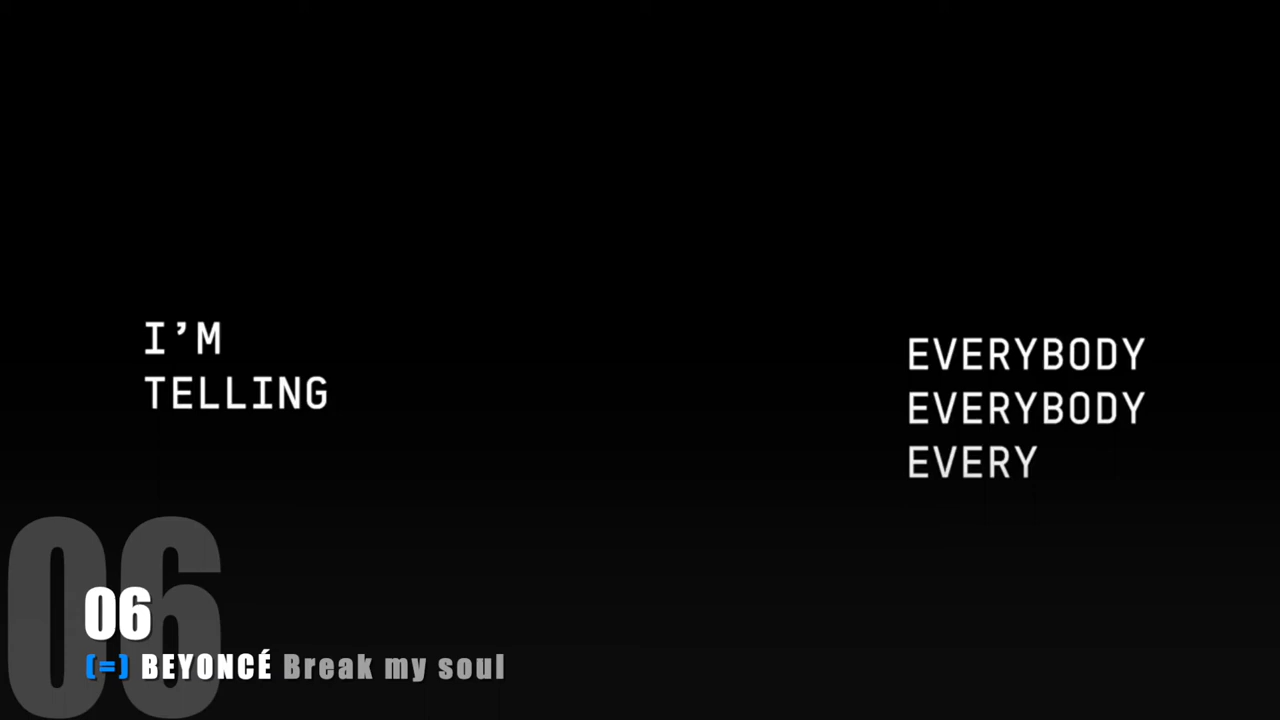 I’M
TELLING
EVERYBODY
EVERYBODY
EVERY
06
06
(=) BEYONCÉ Break my soul